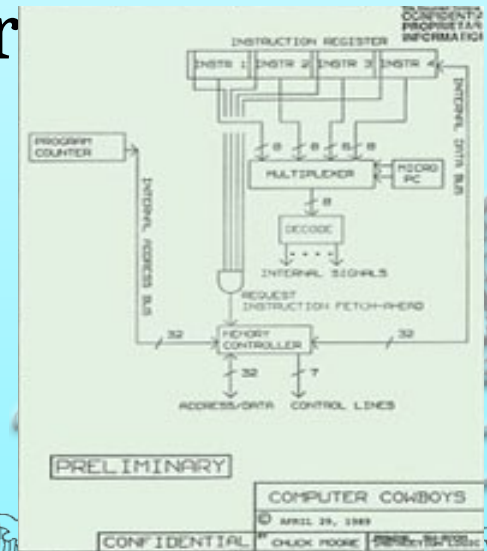 r
CONFIDENTIAL
PROPRIETARY
INFORMATION
INSTRUCTION REGISTER
INSTR 1 INSTR 2 INSTR 3 INSTR 4
INTERNAL DATA BUS
PROGRAM
COUNTER
8 8 8 8
MULTIPLEXER
MICRO
PC
8
INTERNAL ADDRESS BUS
DECODE
INTERNAL SIGNALS
REQUEST
INSTRUCTION FETCH-AHEAD
32
MEMORY
CONTROLLER
32
32 7
ADDRESS/DATA CONTROL LINES
PRELIMINARY
COMPUTER COWBOYS
© APRIL 29, 1989
CONFIDENTIAL
BY CHUCK MOORE